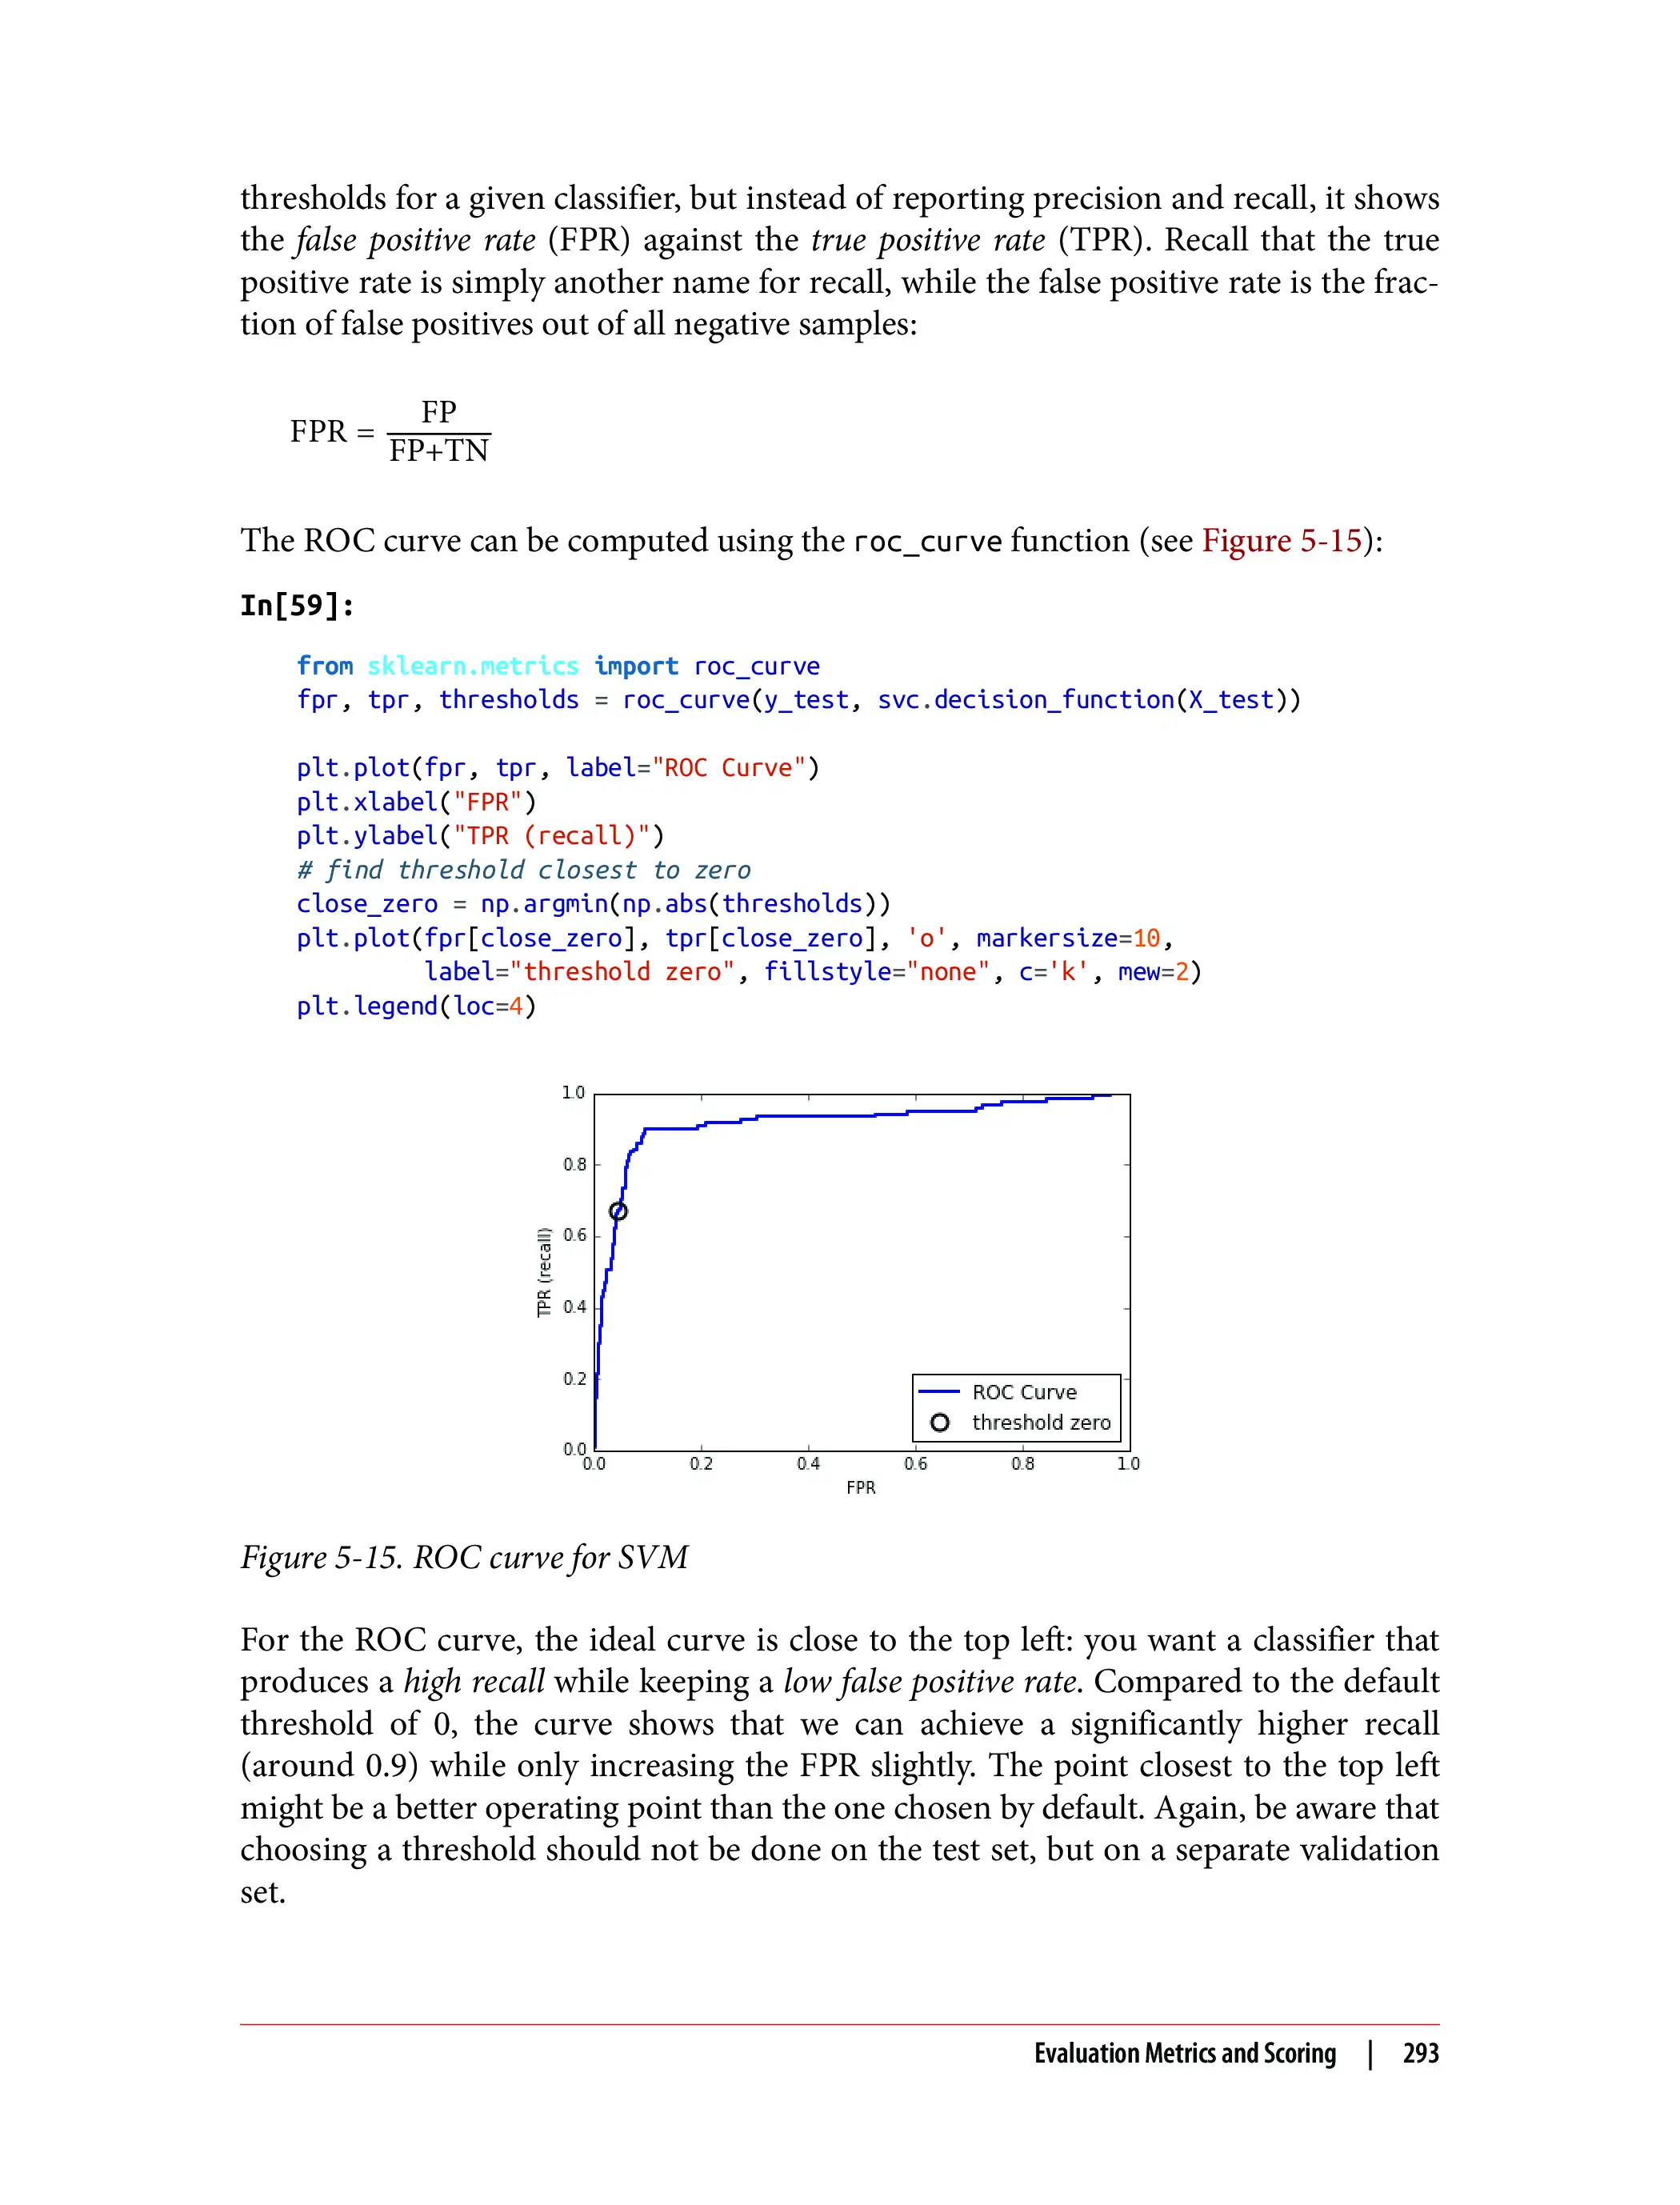 thresholds for a given classifier, but instead of reporting precision and recall, it shows
the false positive rate (FPR) against the true positive rate (TPR). Recall that the true
positive rate is simply another name for recall, while the false positive rate is the frac-
tion of false positives out of all negative samples:
FPR = FP
FP+TN
The ROC curve can be computed using the roc_curve function (see Figure 5-15):
In[59]:
from sklearn.metrics import roc_curve
fpr, tpr, thresholds = roc_curve(y_test, svc.decision_function(X_test))
plt.plot(fpr, tpr, label="ROC Curve")
plt.xlabel("FPR")
plt.ylabel("TPR (recall)")
# find threshold closest to zero
close_zero = np.argmin(np.abs(thresholds))
plt.plot(fpr[close_zero], tpr[close_zero], 'o', markersize=10,
label="threshold zero", fillstyle="none", c='k', mew=2)
plt.legend(loc=4)
1.0
0.8
0.6
0.4
0.2
0.0
TPR (recall)
ROC Curve
threshold zero
0.0 0.2 0.4 0.6 0.8 1.0
FPR
Figure 5-15. ROC curve for SVM
For the ROC curve, the ideal curve is close to the top left: you want a classifier that
produces a high recall while keeping a low false positive rate. Compared to the default
threshold of 0, the curve shows that we can achieve a significantly higher recall
(around 0.9) while only increasing the FPR slightly. The point closest to the top left
might be a better operating point than the one chosen by default. Again, be aware that
choosing a threshold should not be done on the test set, but on a separate validation
set.
Evaluation Metrics and Scoring | 293